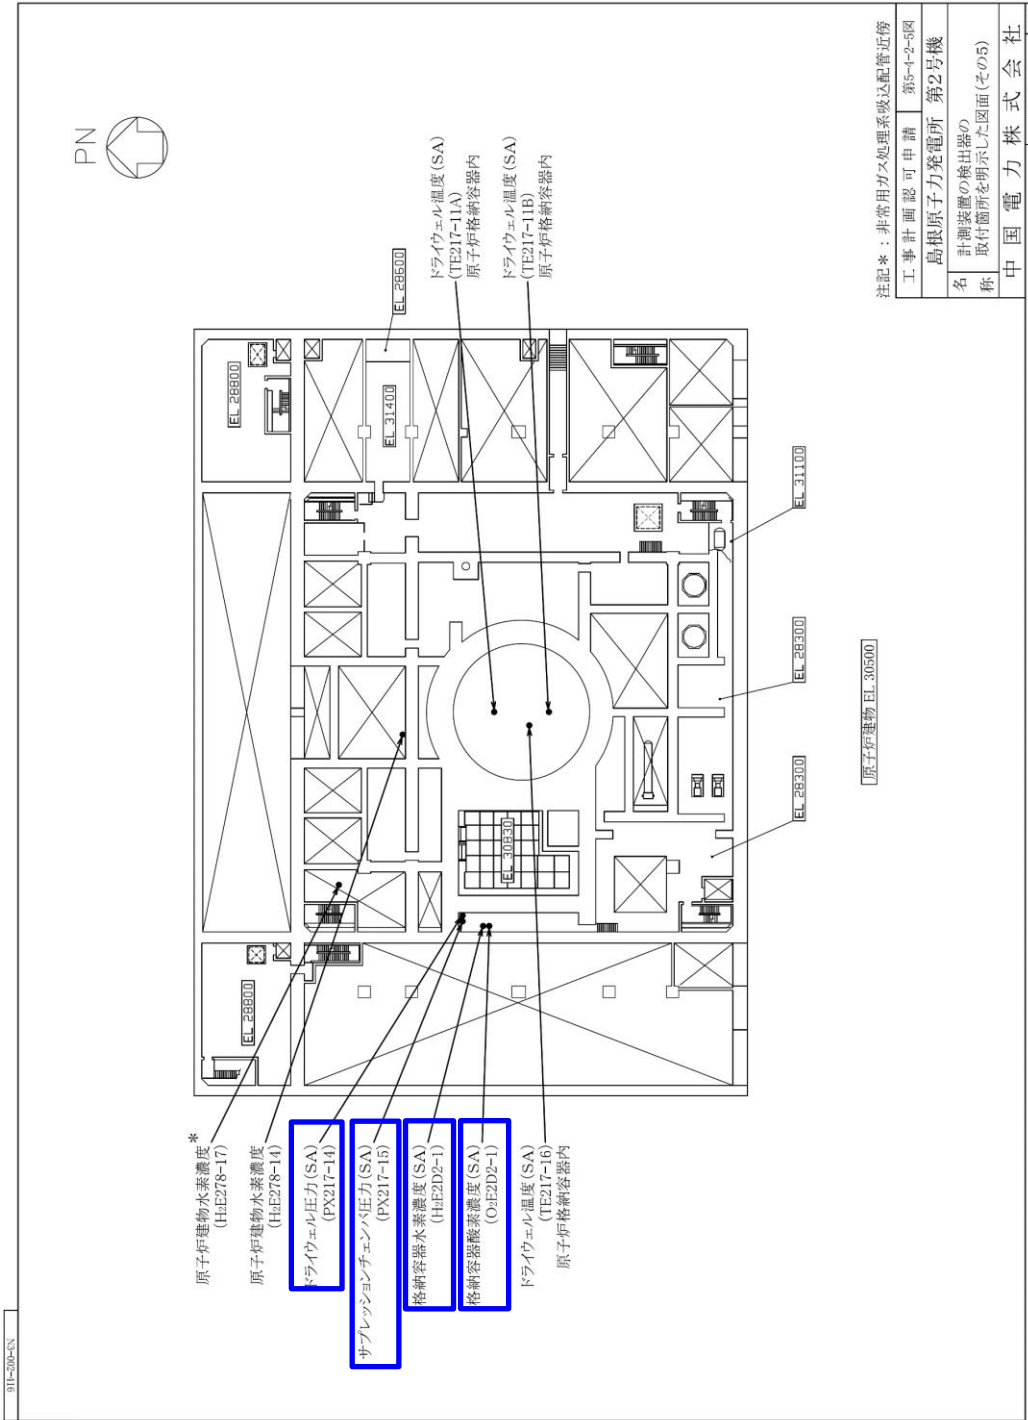 PN
原子炉建物水素濃度*
(H₂E278-17)
原子炉建物水素濃度
(H₂E278-14)
ドライウェル圧力(SA)
(PX217-14)
サプレッションチェンバ圧力(SA)
(PX217-15)
格納容器水素濃度(SA)
(H₂E2D2-1)
格納容器酸素濃度(SA)
(O₂E2D2-1)
ドライウェル温度(SA)
(TE217-16)
原子炉格納容器内
EL 28800
EL 28800
EL 28600
EL 31400
EL 30830
ドライウェル温度(SA)
(TE217-11A)
原子炉格納容器内
ドライウェル温度(SA)
(TE217-11B)
原子炉格納容器内
EL 28300
EL 28300
EL 31100
原子炉建物 EL 30500
注記*:非常用ガス処理系吸込配管近傍
工事計画認可申請 第5-4-2-5図
島根原子力発電所 第2号機
名称 計測装置の検出器の
取付箇所を明示した図面(その5)
中国電力株式会社
N3-002-116